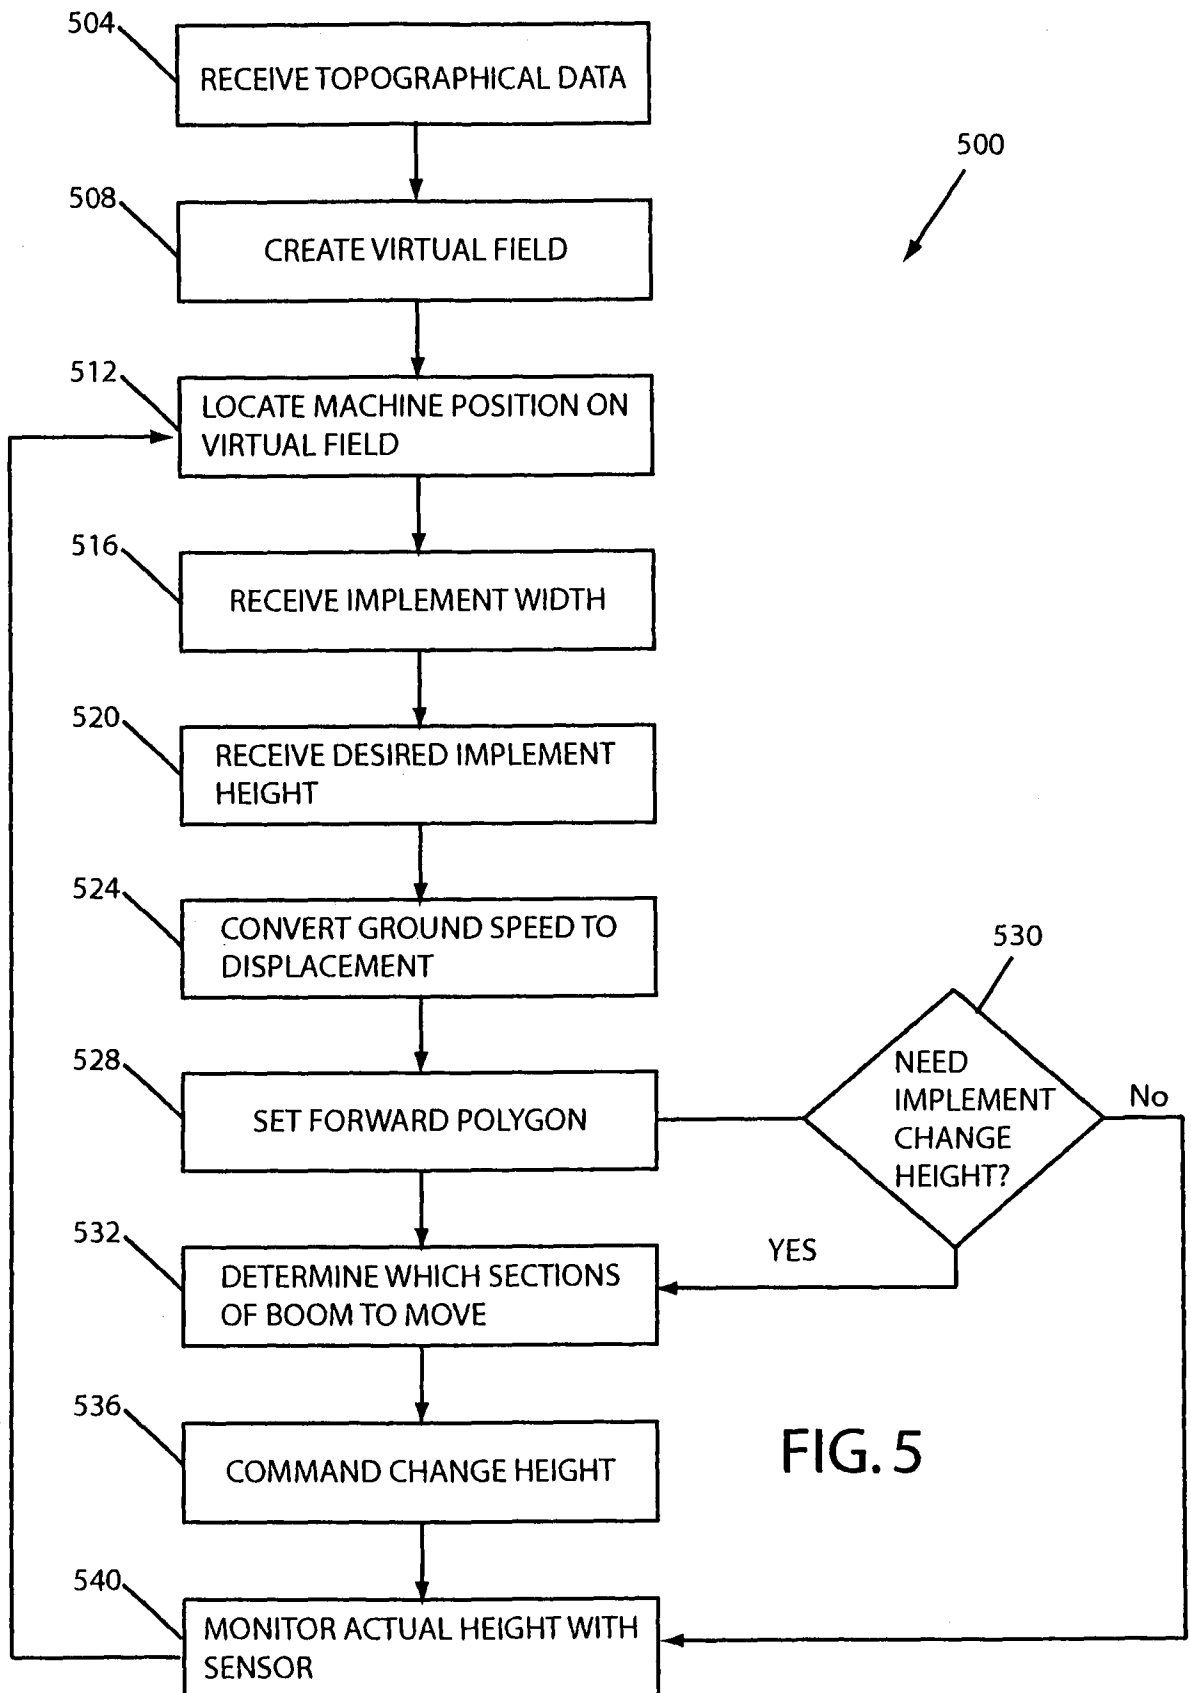 504
RECEIVE TOPOGRAPHICAL DATA
500
508
CREATE VIRTUAL FIELD
512
LOCATE MACHINE POSITION ON
VIRTUAL FIELD
516
RECEIVE IMPLEMENT WIDTH
520
RECEIVE DESIRED IMPLEMENT
HEIGHT
524
CONVERT GROUND SPEED TO
DISPLACEMENT
530
NEED
IMPLEMENT
CHANGE
HEIGHT?
No
528
SET FORWARD POLYGON
YES
532
DETERMINE WHICH SECTIONS
OF BOOM TO MOVE
536
COMMAND CHANGE HEIGHT
FIG. 5
540
MONITOR ACTUAL HEIGHT WITH
SENSOR